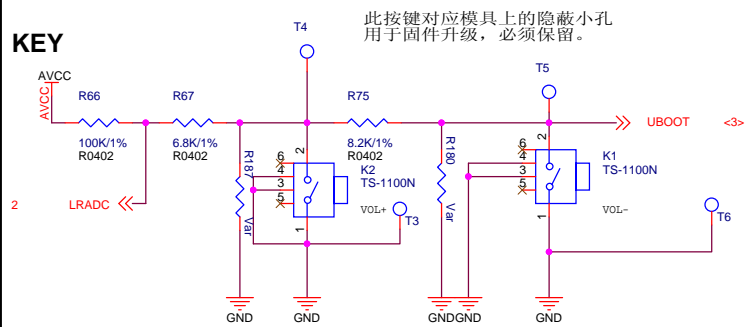 此按键对应模具上的隐蔽小孔
用于固件升级，必须保留。
KEY
T4
T5
AVCC
AVCC
R66
R67
R75
UBOOT
<3>
100K/1%
R0402
6.8K/1%
R0402
8.2K/1%
R0402
R187
Var
R180
Var
6
4
3
5
2
1
K2
TS-1100N
VOL+
T3
6
4
3
5
2
1
K1
TS-1100N
VOL-
T6
2
LRADC
GND
GND
GND
GND
GND